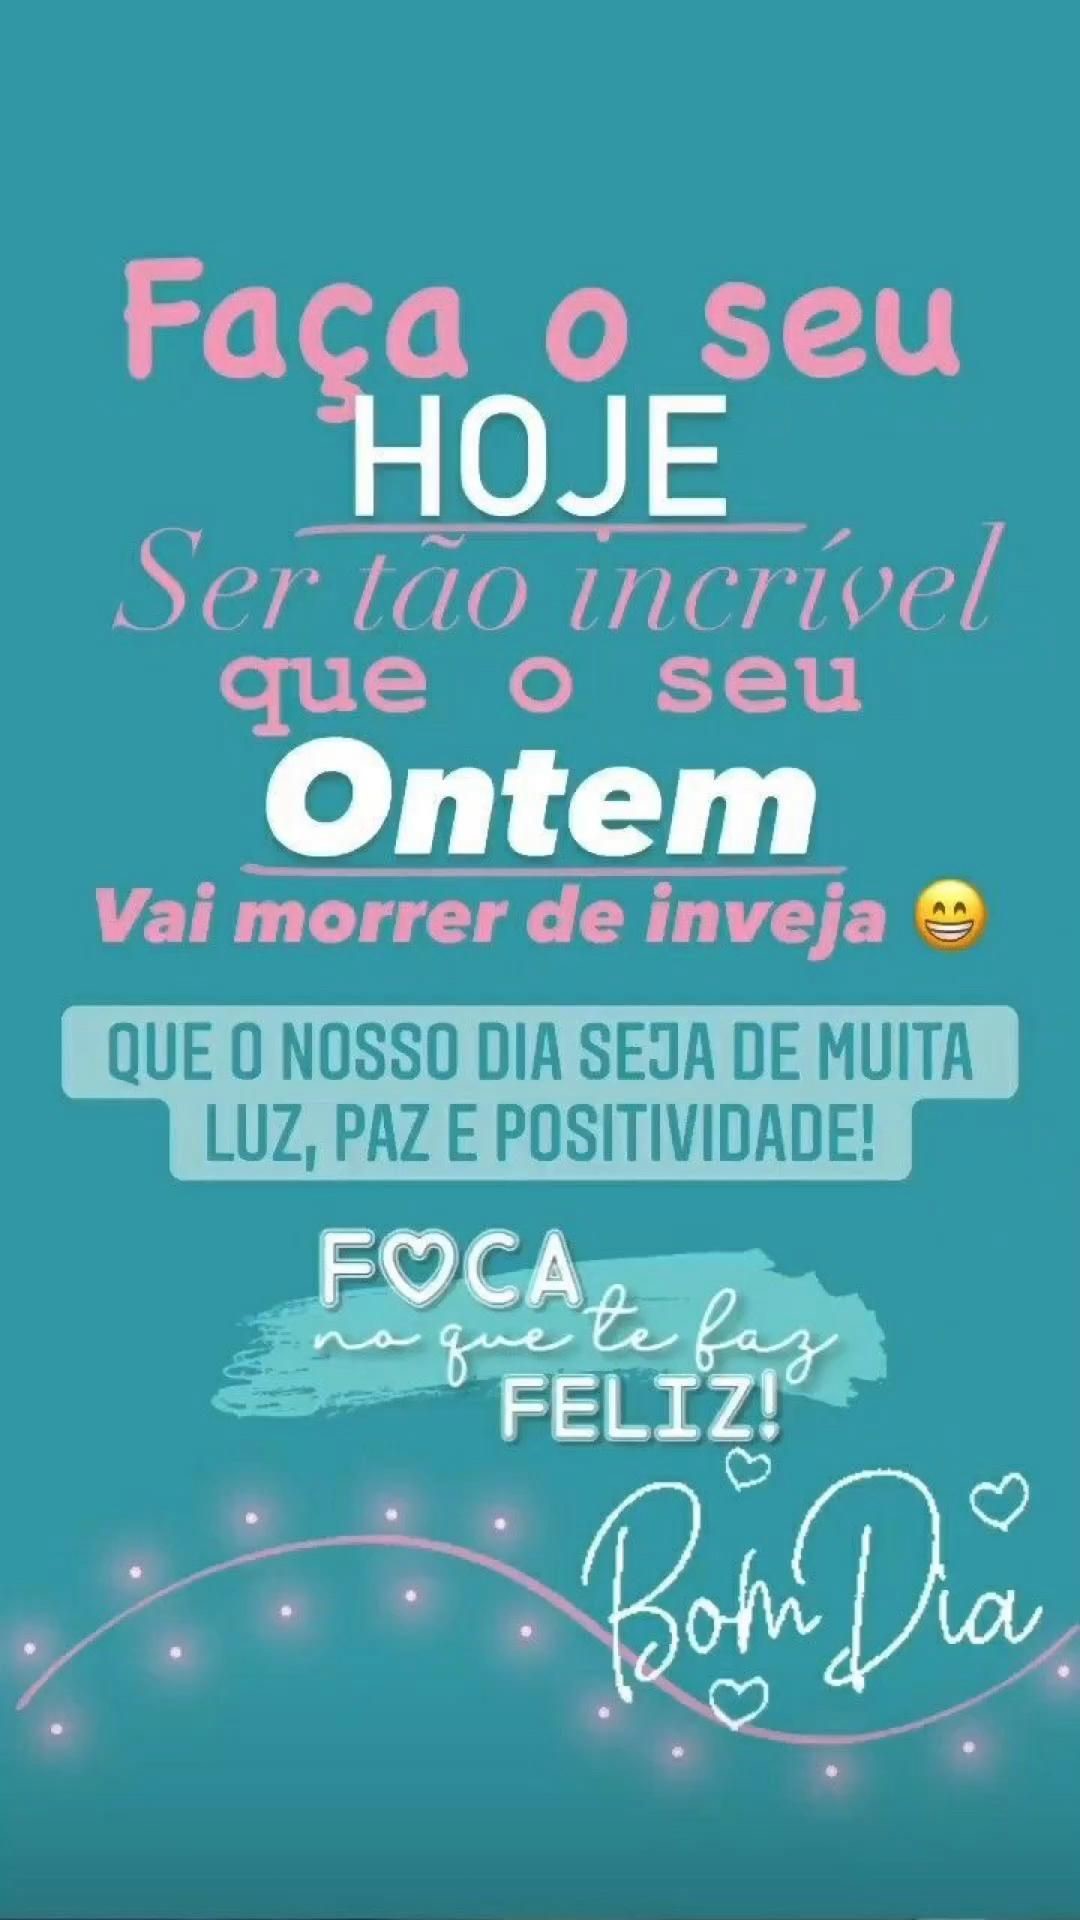 Faça o seu
HOJE
Ser tão incrível
que o seu
Ontem
Vai morrer de inveja 😁
QUE O NOSSO DIA SEJA DE MUITA
LUZ, PAZ E POSITIVIDADE!
FOCA
no que te faz
FELIZ!
Bom Dia